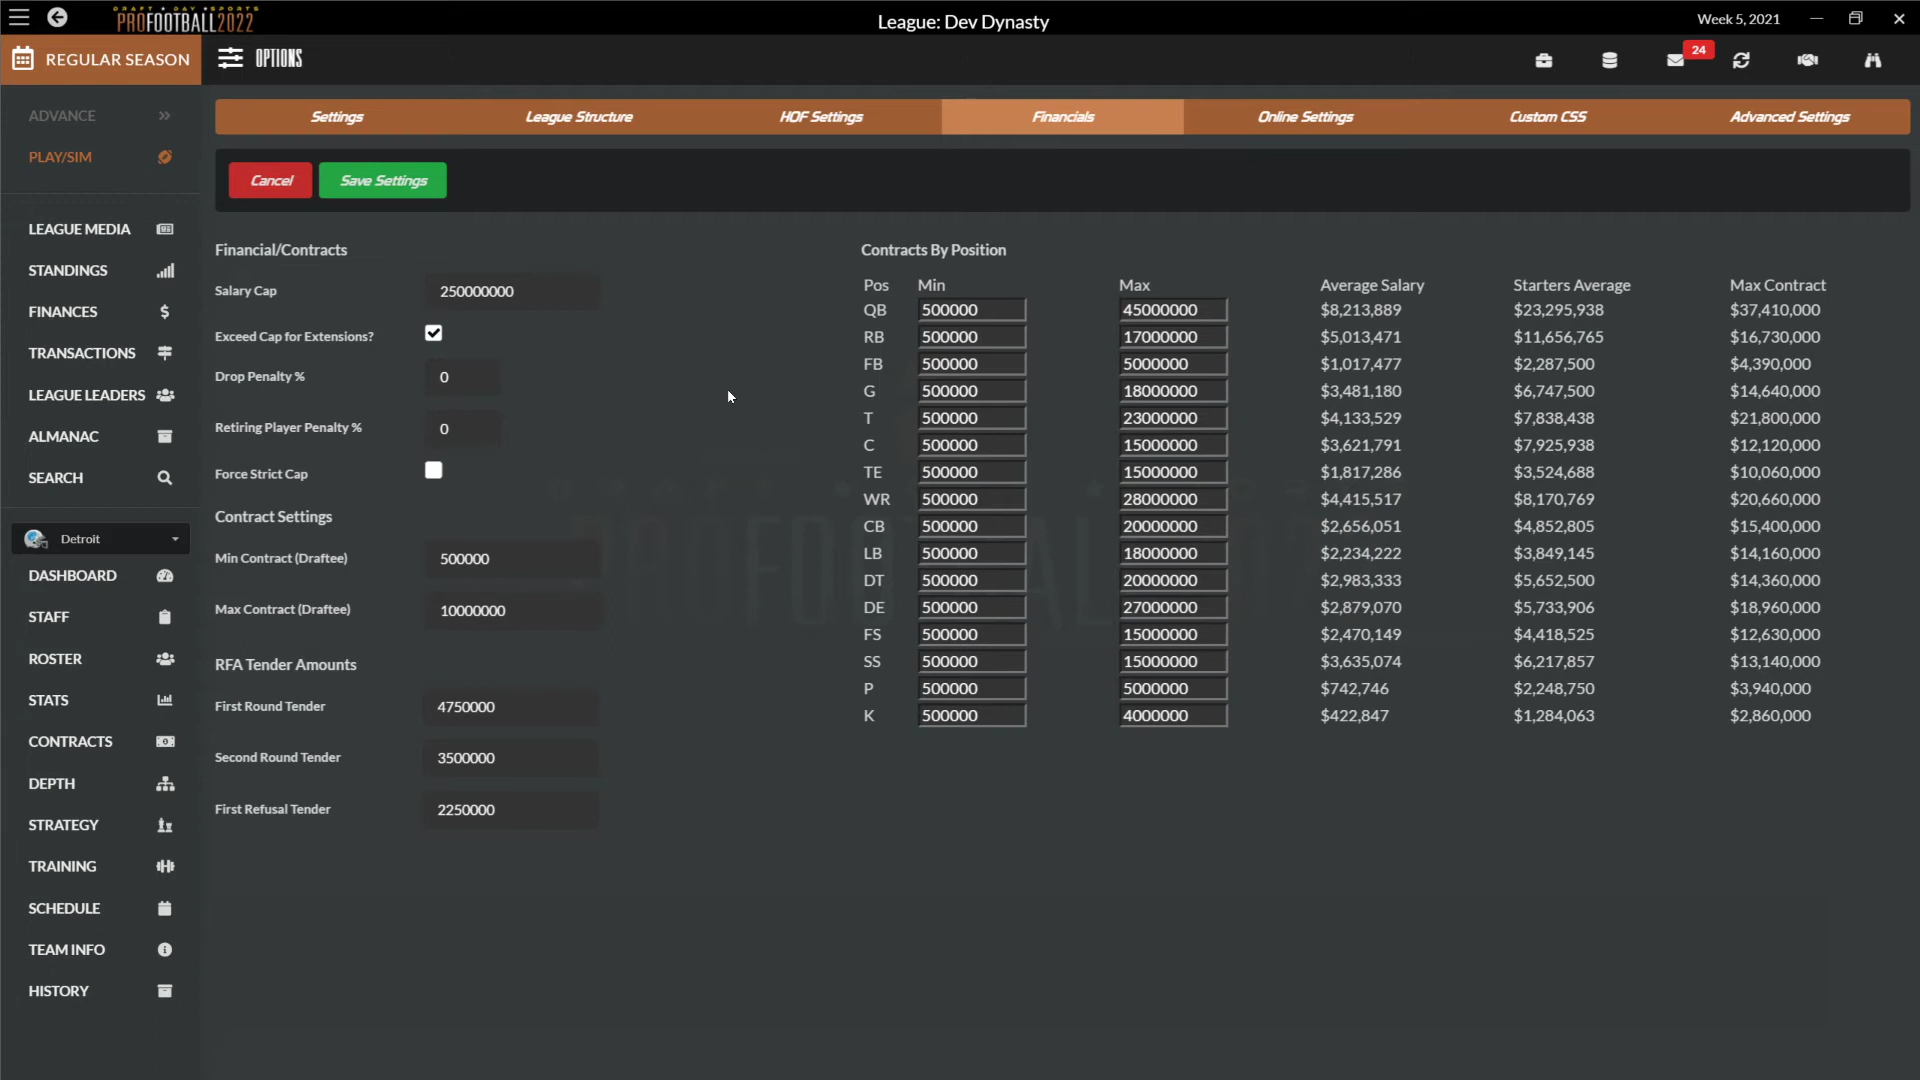 DRAFT DAY SPORTS
PRO FOOTBALL 2022
League: Dev Dynasty
Week 5, 2021
REGULAR SEASON
OPTIONS
24
ADVANCE
PLAY/SIM
LEAGUE MEDIA
STANDINGS
FINANCES
TRANSACTIONS
LEAGUE LEADERS
ALMANAC
SEARCH
Detroit
DASHBOARD
STAFF
ROSTER
STATS
CONTRACTS
DEPTH
STRATEGY
TRAINING
SCHEDULE
TEAM INFO
HISTORY
Settings League Structure HOF Settings Financials Online Settings Custom CSS Advanced Settings
Cancel Save Settings
Financial/Contracts
Salary Cap 250000000
Exceed Cap for Extensions?
Drop Penalty % 0
Retiring Player Penalty % 0
Force Strict Cap
Contract Settings
Min Contract (Draftee) 500000
Max Contract (Draftee) 10000000
RFA Tender Amounts
First Round Tender 4750000
Second Round Tender 3500000
First Refusal Tender 2250000
Contracts By Position
Pos Min Max Average Salary Starters Average Max Contract
QB 500000 45000000 $8,213,889 $23,295,938 $37,410,000
RB 500000 17000000 $5,013,471 $11,656,765 $16,730,000
FB 500000 5000000 $1,017,477 $2,287,500 $4,390,000
G 500000 18000000 $3,481,180 $6,747,500 $14,640,000
T 500000 23000000 $4,133,529 $7,838,438 $21,800,000
C 500000 15000000 $3,621,791 $7,925,938 $12,120,000
TE 500000 15000000 $1,817,286 $3,524,688 $10,060,000
WR 500000 28000000 $4,415,517 $8,170,769 $20,660,000
CB 500000 20000000 $2,656,051 $4,852,805 $15,400,000
LB 500000 18000000 $2,234,222 $3,849,145 $14,160,000
DT 500000 20000000 $2,983,333 $5,652,500 $14,360,000
DE 500000 27000000 $2,879,070 $5,733,906 $18,960,000
FS 500000 15000000 $2,470,149 $4,418,525 $12,630,000
SS 500000 15000000 $3,635,074 $6,217,857 $13,140,000
P 500000 5000000 $742,746 $2,248,750 $3,940,000
K 500000 4000000 $422,847 $1,284,063 $2,860,000